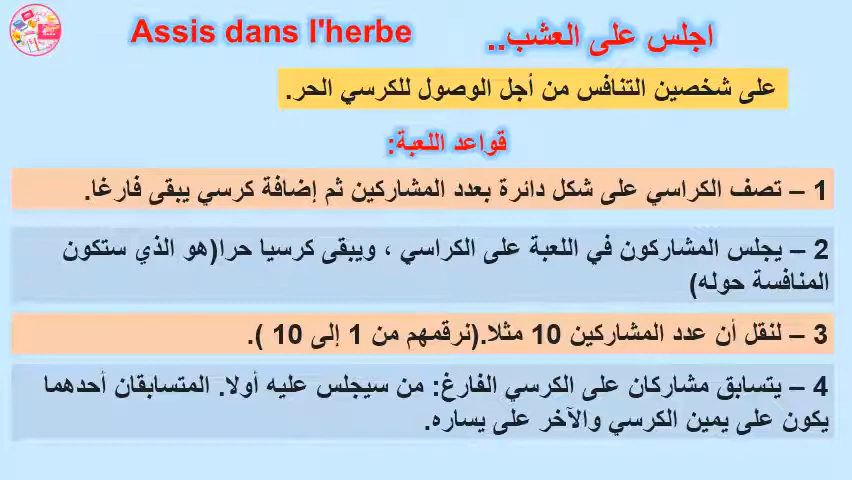 Assis dans l'herbe
اجلس على العشب..
على شخصين التنافس من أجل الوصول للكرسي الحر.
قواعد اللعبة:
1 – تصف الكراسي على شكل دائرة بعدد المشاركين ثم إضافة كرسي يبقى فارغا.
2 – يجلس المشاركون في اللعبة على الكراسي ، ويبقى كرسيا حرا(هو الذي ستكون
المنافسة حوله)
3 – لنقل أن عدد المشاركين 10 مثلا.(نرقمهم من 1 إلى 10 ).
4 – يتسابق مشاركان على الكرسي الفارغ: من سيجلس عليه أولا. المتسابقان أحدهما
يكون على يمين الكرسي والآخر على يساره.